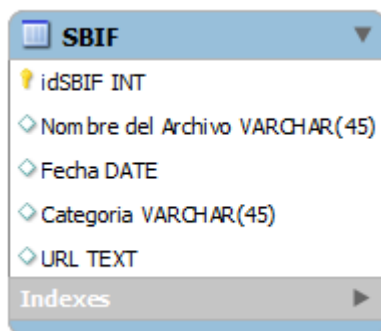 SBIF
idSBIF INT
Nombre del Archivo VARCHAR(45)
Fecha DATE
Categoria VARCHAR(45)
URL TEXT
Indexes